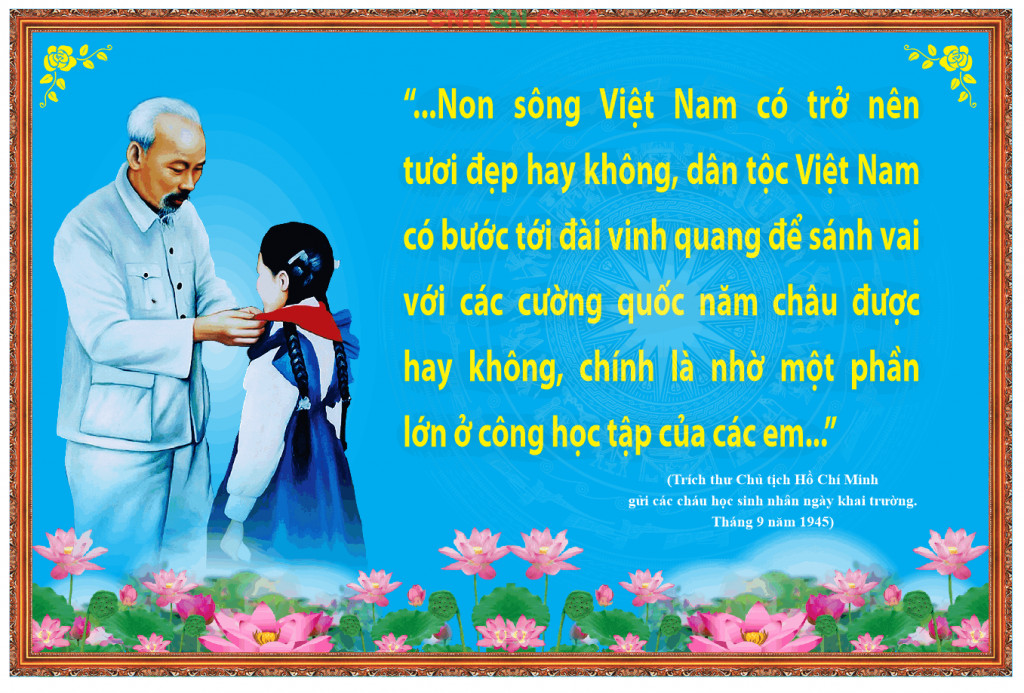 “...Non sông Việt Nam có trở nên
tươi đẹp hay không, dân tộc Việt Nam
có bước tới đài vinh quang để sánh vai
với các cường quốc năm châu được
hay không, chính là nhờ một phần
lớn ở công học tập của các em...”
(Trích thư Chủ tịch Hồ Chí Minh
gửi các cháu học sinh nhân ngày khai trường.
Tháng 9 năm 1945)